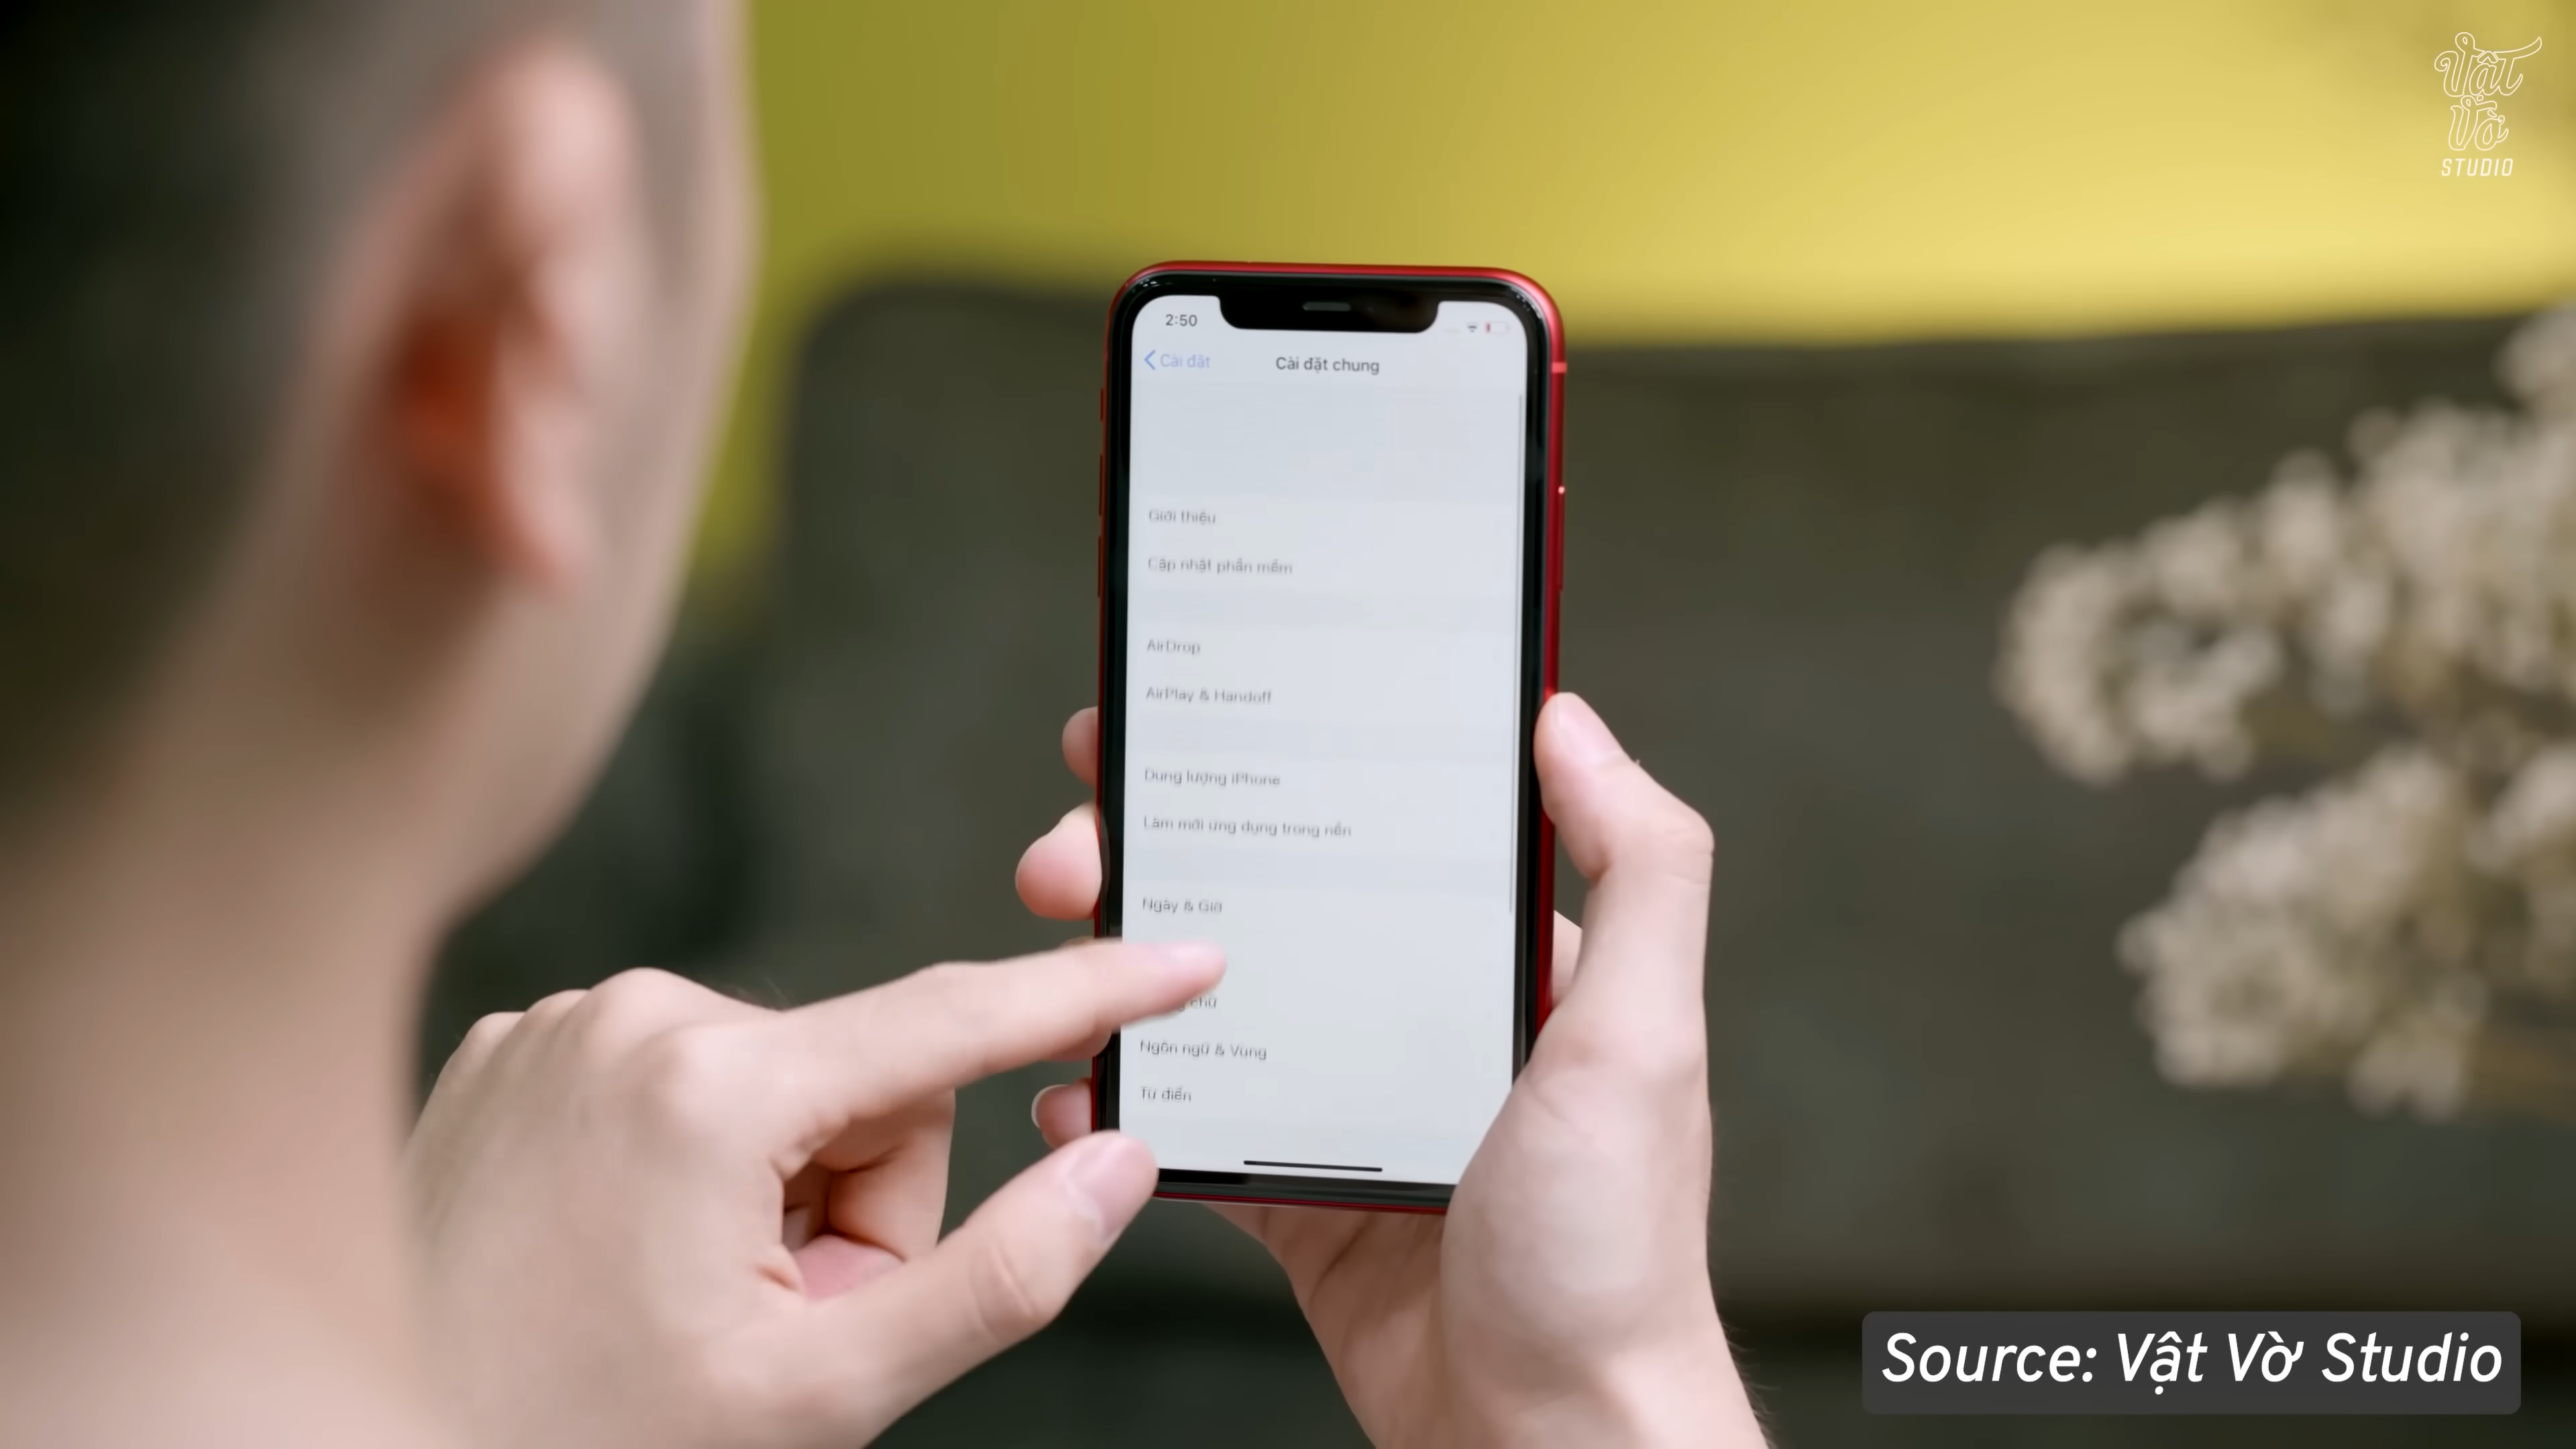 Vật
Vờ
STUDIO
2:50
Cài đặt
Cài đặt chung
Giới thiệu
Cập nhật phần mềm
AirDrop
AirPlay & Handoff
Dung lượng iPhone
Làm mới ứng dụng trong nền
Ngày & Giờ
chữ
Ngôn ngữ & Vùng
Từ điển
Source: Vật Vờ Studio